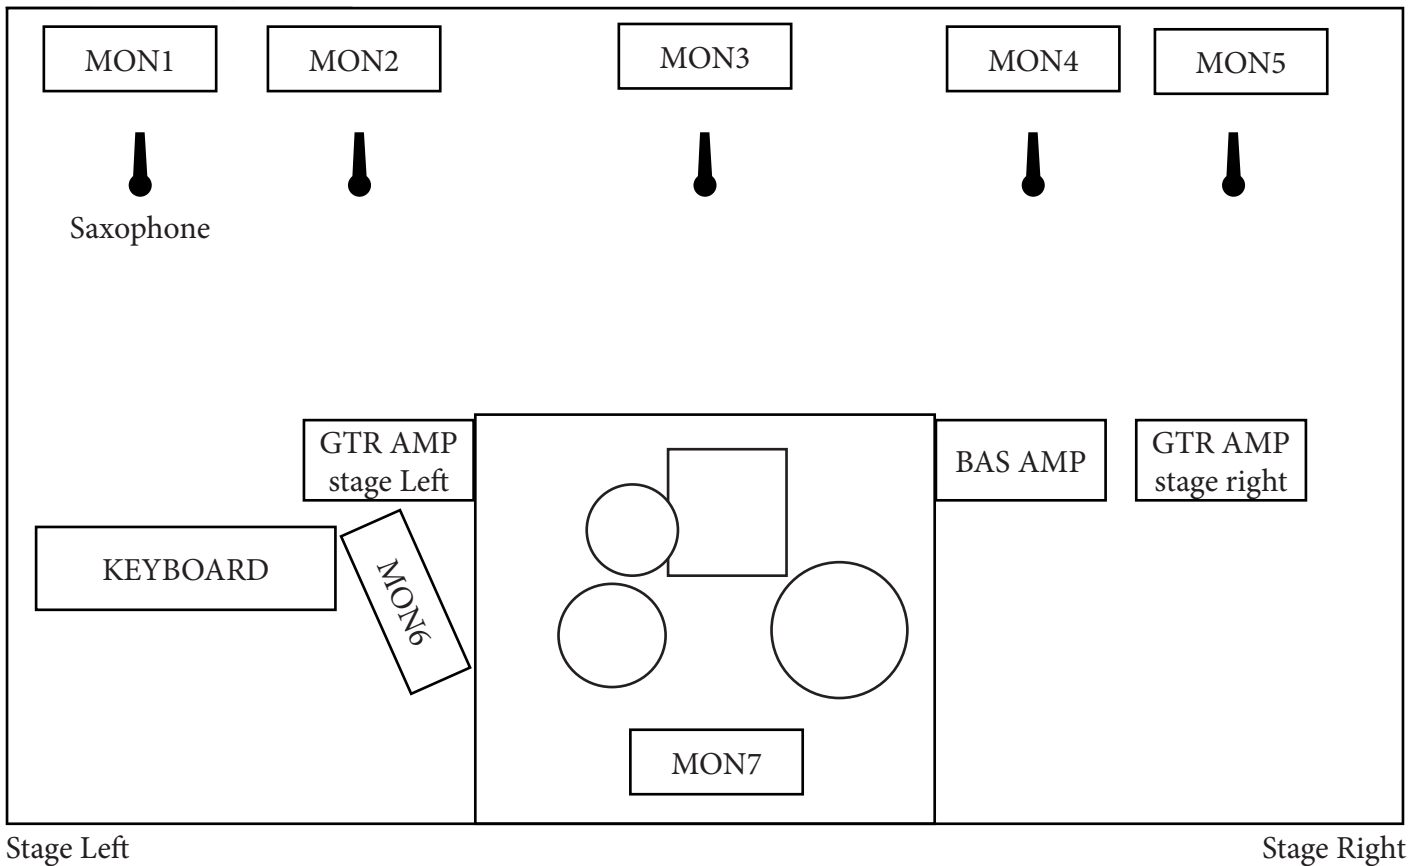 MON1
MON2
MON3
MON4
MON5
Saxophone
GTR AMP
stage Left
BAS AMP
GTR AMP
stage right
KEYBOARD
MON6
MON7
Stage Left
Stage Right